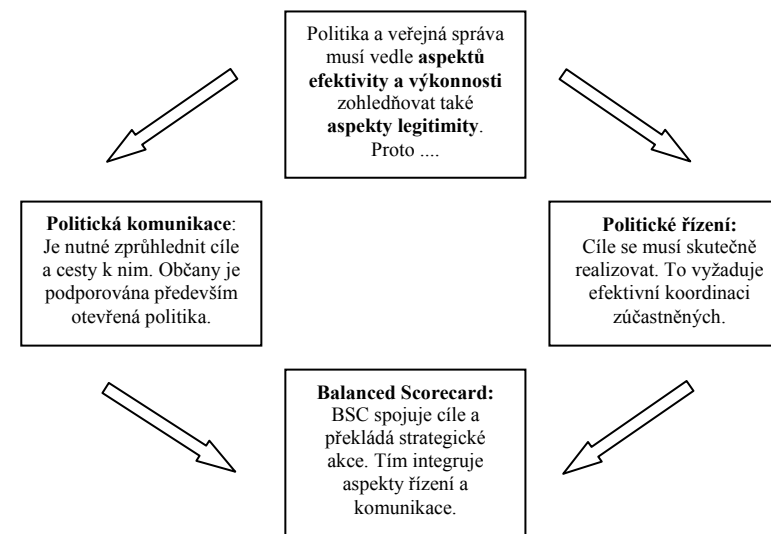 Politika a veřejná správa
musí vedle aspektů
efektivity a výkonnosti
zohledňovat také
aspekty legitimity.
Proto ....
Politická komunikace:
Je nutné zprůhlednit cíle
a cesty k nim. Občany je
podporována především
otevřená politika.
Politické řízení:
Cíle se musí skutečně
realizovat. To vyžaduje
efektivní koordinaci
zúčastněných.
Balanced Scorecard:
BSC spojuje cíle a
překládá strategické
akce. Tím integruje
aspekty řízení a
komunikace.